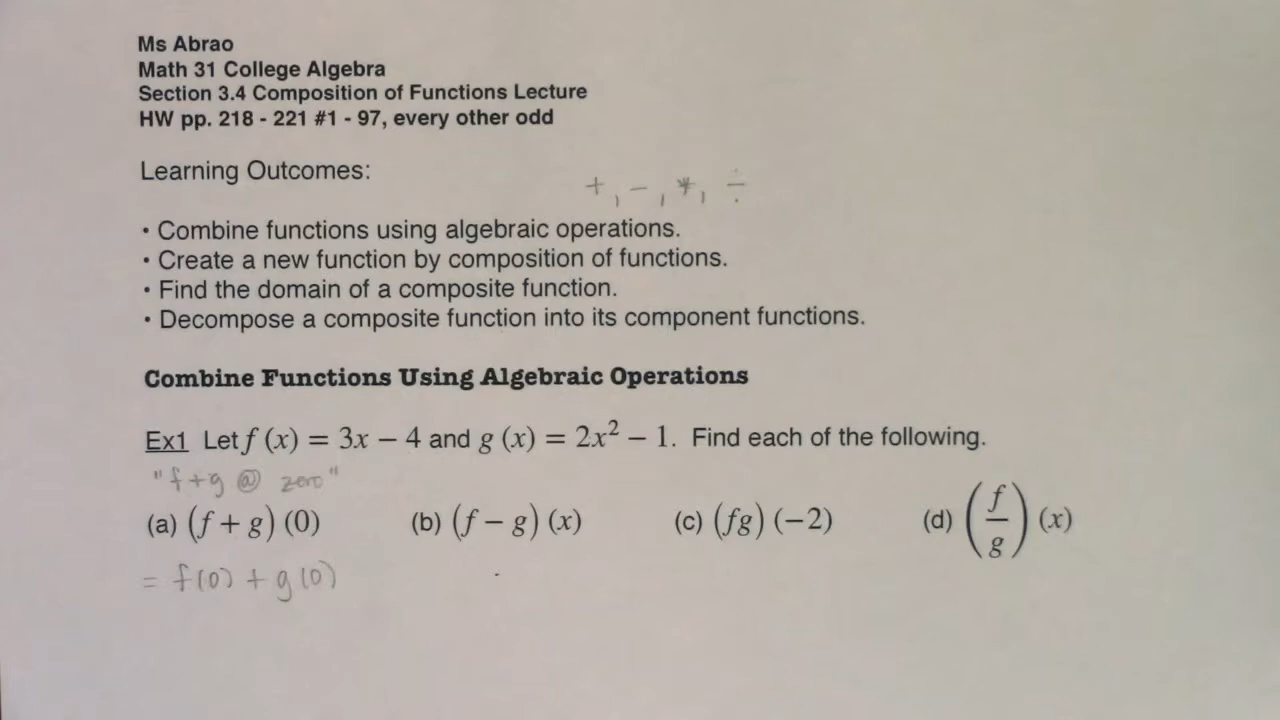 Ms Abrao
Math 31 College Algebra
Section 3.4 Composition of Functions Lecture
HW pp. 218 - 221 #1 - 97, every other odd
Learning Outcomes:
+, -, *, ÷
• Combine functions using algebraic operations.
• Create a new function by composition of functions.
• Find the domain of a composite function.
• Decompose a composite function into its component functions.
Combine Functions Using Algebraic Operations
Ex1 Let f (x) = 3x − 4 and g (x) = 2x² − 1. Find each of the following.
"f+g @ zero"
(a) (f + g) (0) (b) (f − g) (x) (c) (fg) (−2) (d) (f/g) (x)
= f(0) + g(0)